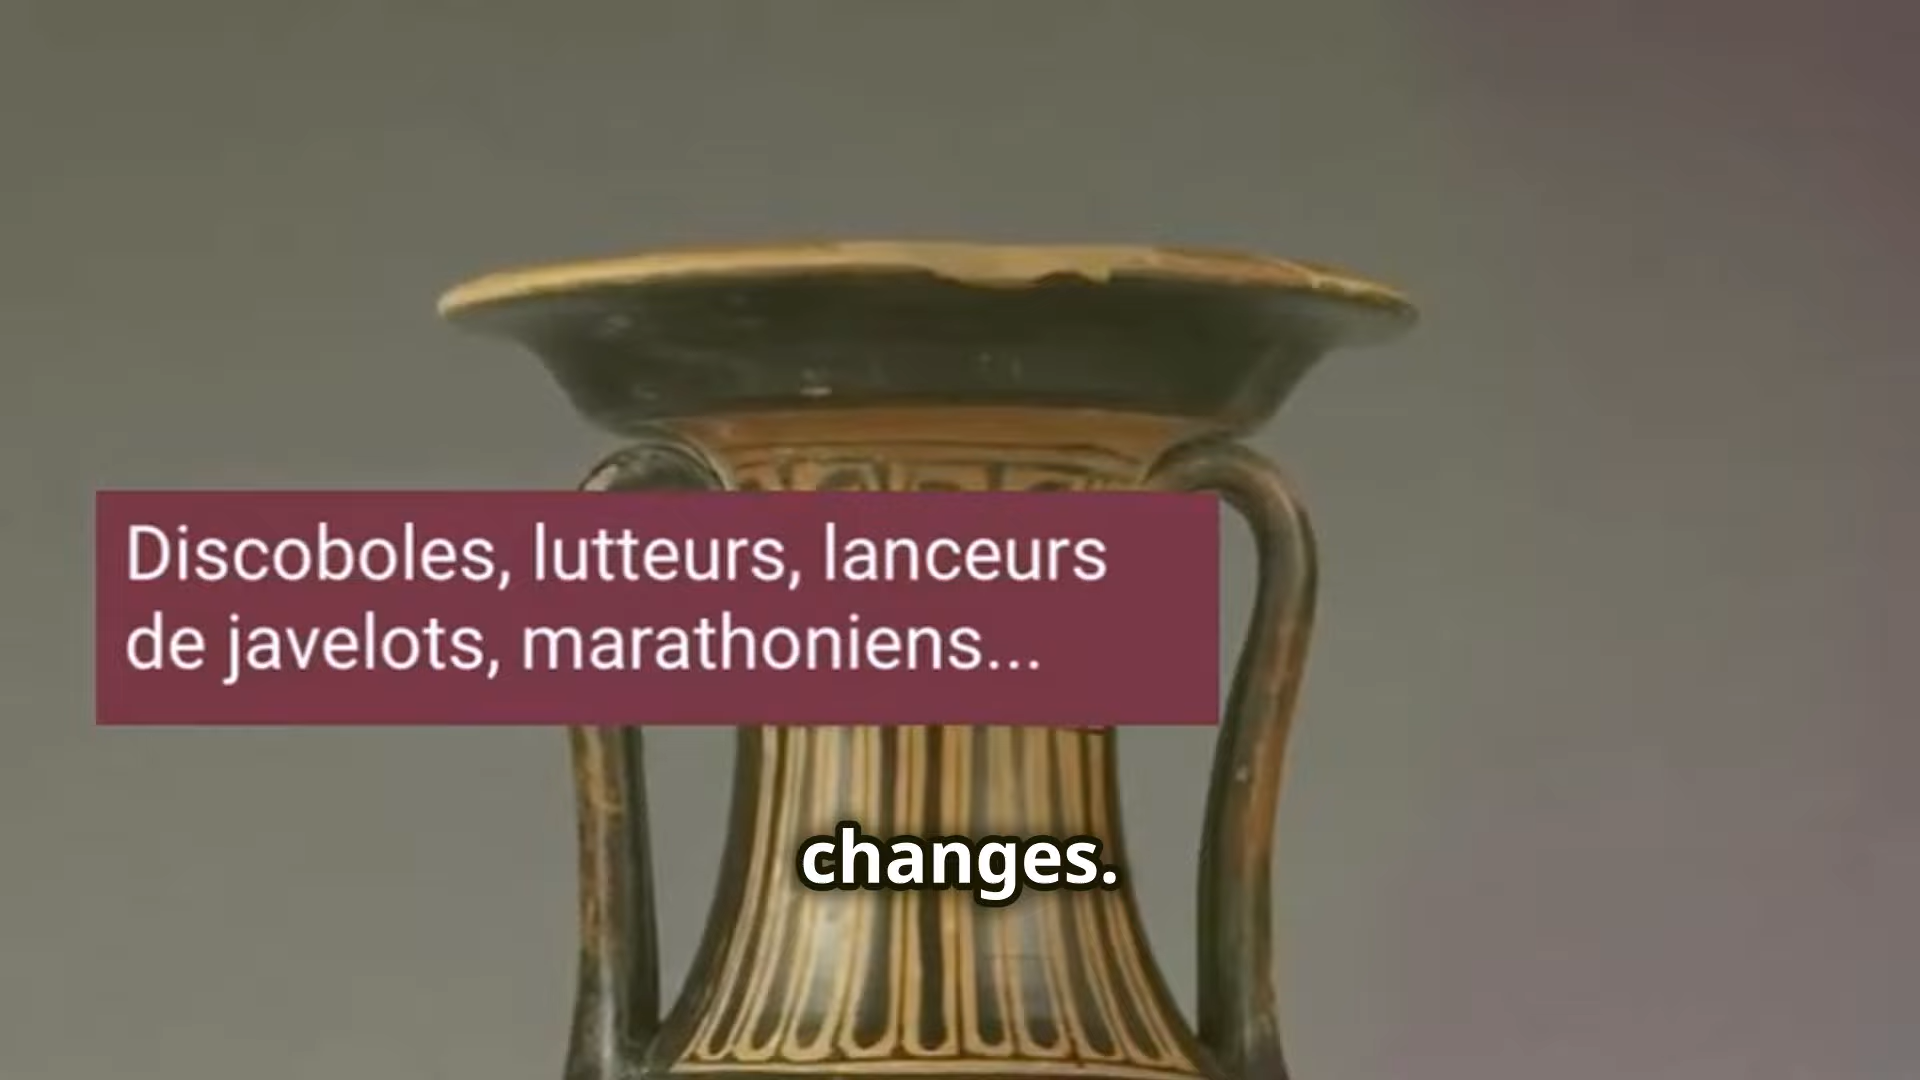 Discoboles, lutteurs, lanceurs
de javelots, marathoniens...
changes.